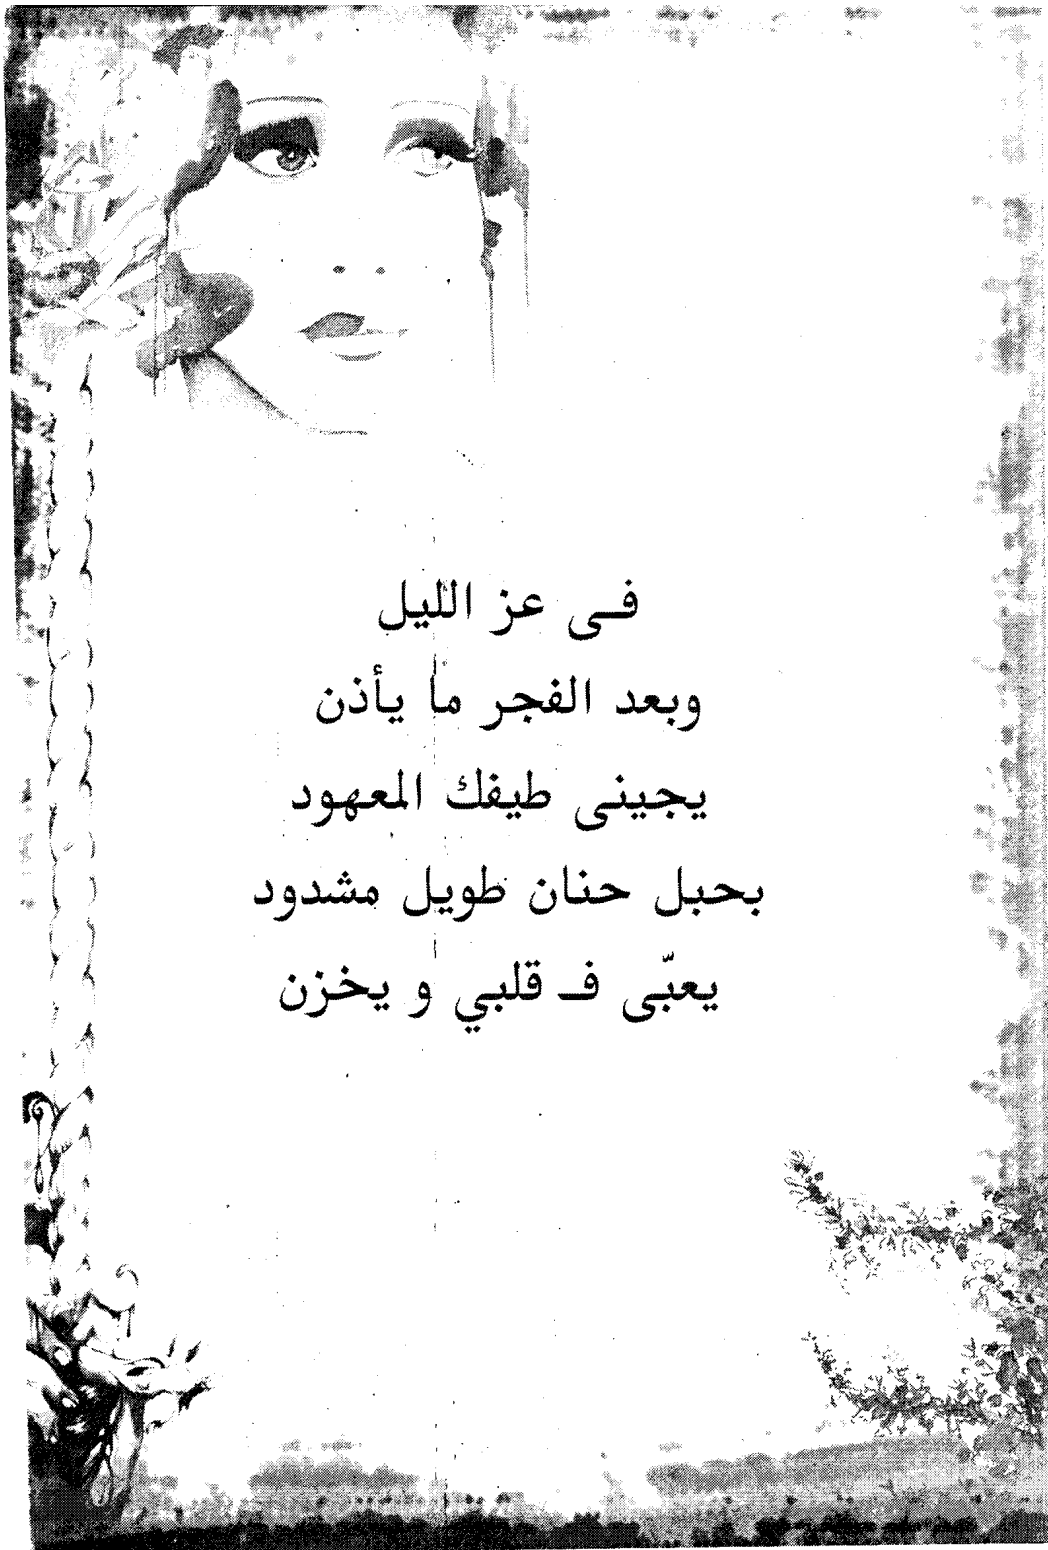 فى عز الليل
وبعد الفجر ما يأذن
يجينى طيفك المعهود
بحبل حنان طويل مشدود
يعبّى فـ قلبي و يخزن